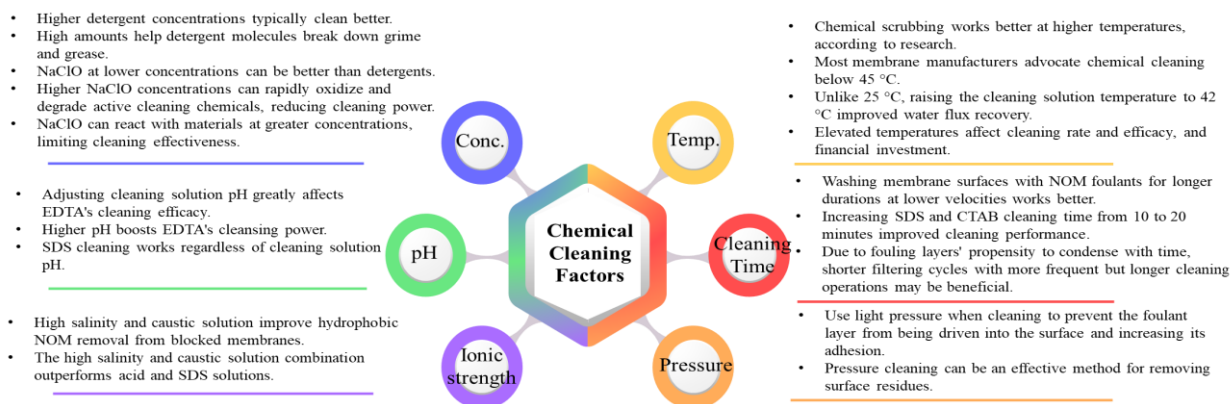 • Higher detergent concentrations typically clean better.
• High amounts help detergent molecules break down grime
and grease.
• NaClO at lower concentrations can be better than detergents.
• Higher NaClO concentrations can rapidly oxidize and
degrade active cleaning chemicals, reducing cleaning power.
• NaClO can react with materials at greater concentrations,
limiting cleaning effectiveness.
• Adjusting cleaning solution pH greatly affects
EDTA's cleaning efficacy.
• Higher pH boosts EDTA's cleansing power.
• SDS cleaning works regardless of cleaning solution
pH.
• High salinity and caustic solution improve hydrophobic
NOM removal from blocked membranes.
• The high salinity and caustic solution combination
outperforms acid and SDS solutions.
Conc.
pH
Ionic
strength
Chemical
Cleaning
Factors
Temp.
Cleaning
Time
Pressure
• Chemical scrubbing works better at higher temperatures,
according to research.
• Most membrane manufacturers advocate chemical cleaning
below 45 °C.
• Unlike 25 °C, raising the cleaning solution temperature to 42
°C improved water flux recovery.
• Elevated temperatures affect cleaning rate and efficacy, and
financial investment.
• Washing membrane surfaces with NOM foulants for longer
durations at lower velocities works better.
• Increasing SDS and CTAB cleaning time from 10 to 20
minutes improved cleaning performance.
• Due to fouling layers' propensity to condense with time,
shorter filtering cycles with more frequent but longer cleaning
operations may be beneficial.
• Use light pressure when cleaning to prevent the foulant
layer from being driven into the surface and increasing its
adhesion.
• Pressure cleaning can be an effective method for removing
surface residues.